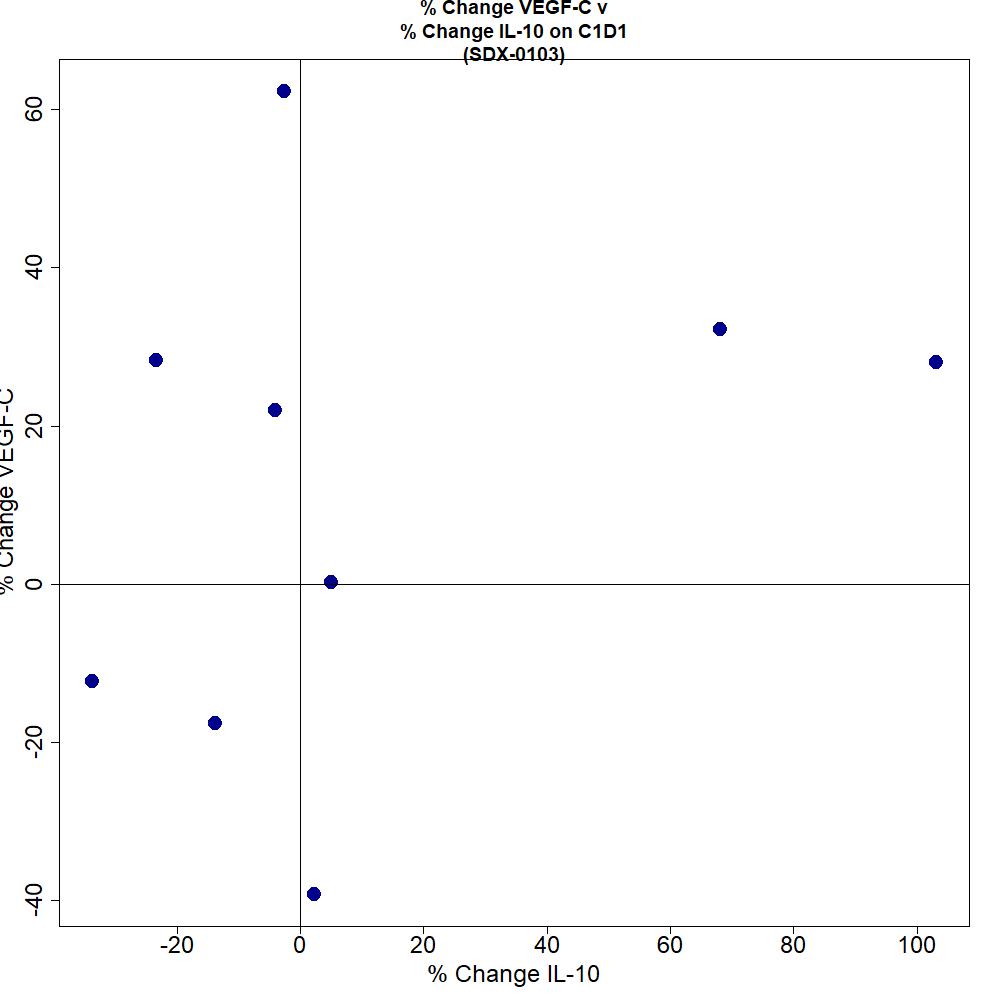 % Change VEGF-C v
% Change IL-10 on C1D1
(SDX-0103)
60
40
20
0
-20
-40
% Change VEGF-C
-20
0
20
40
60
80
100
% Change IL-10